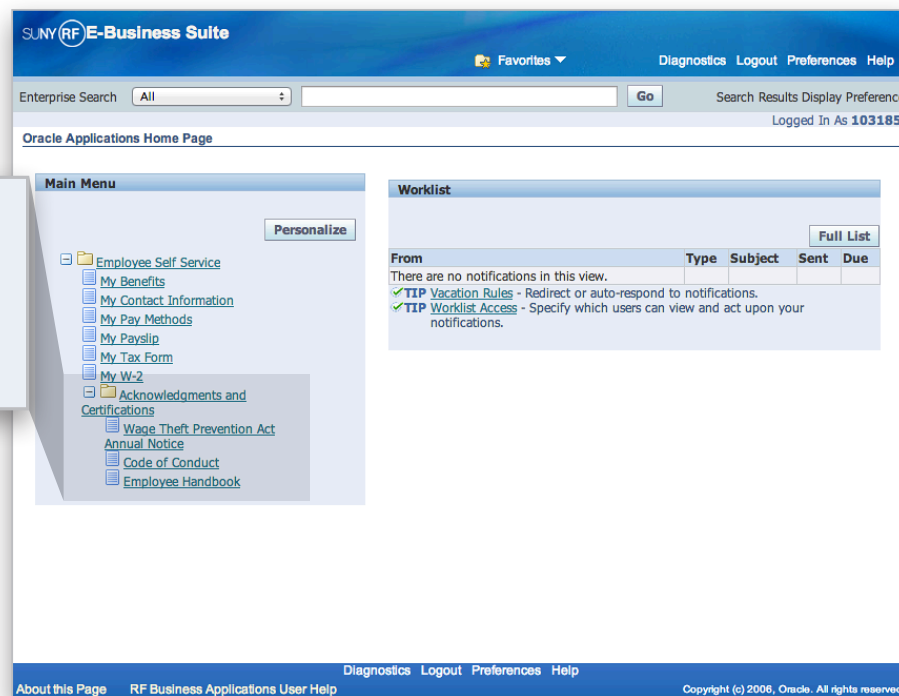 SUNY RF E-Business Suite
Favorites
Diagnostics Logout Preferences Help
Enterprise Search All Go Search Results Display Preferenc
Logged In As 103185
Oracle Applications Home Page
Main Menu
Personalize
Employee Self Service
My Benefits
My Contact Information
My Pay Methods
My Payslip
My Tax Form
My W-2
Acknowledgments and
Certifications
Wage Theft Prevention Act
Annual Notice
Code of Conduct
Employee Handbook
Worklist
Full List
From Type Subject Sent Due
There are no notifications in this view.
TIP Vacation Rules - Redirect or auto-respond to notifications.
TIP Worklist Access - Specify which users can view and act upon your
notifications.
Diagnostics Logout Preferences Help
About this Page RF Business Applications User Help Copyright (c) 2006, Oracle. All rights reserved